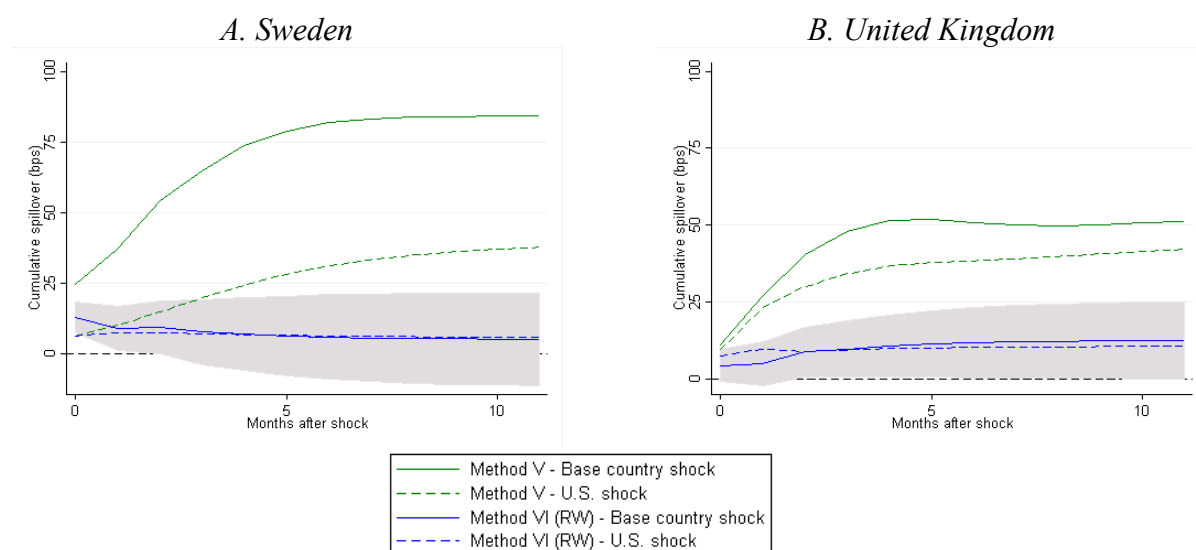 A. Sweden
B. United Kingdom
Cumulative spillover (bps)
100
75
50
25
0
0
5
10
Months after shock
Cumulative spillover (bps)
100
75
50
25
0
0
5
10
Months after shock
Method V - Base country shock
Method V - U.S. shock
Method VI (RW) - Base country shock
Method VI (RW) - U.S. shock